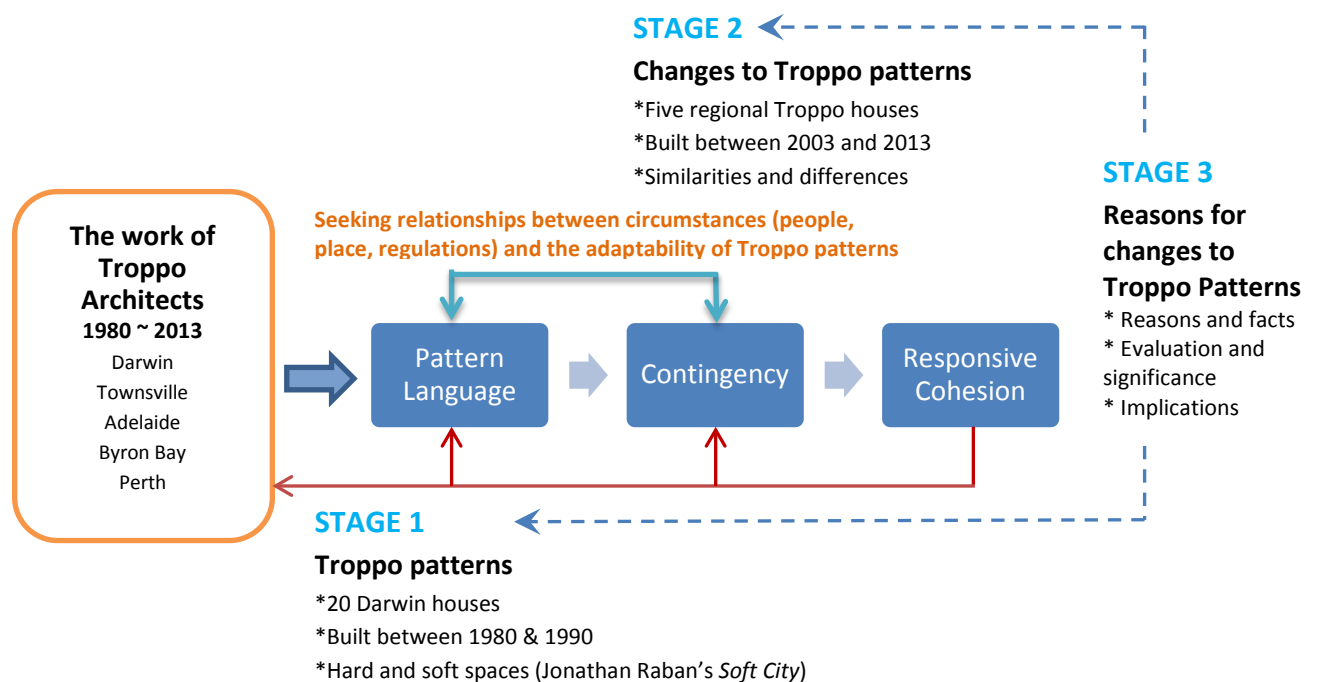 STAGE 2
Changes to Troppo patterns
*Five regional Troppo houses
*Built between 2003 and 2013
*Similarities and differences
STAGE 3
Reasons for
changes to
Troppo Patterns
* Reasons and facts
* Evaluation and
significance
* Implications
The work of
Troppo
Architects
1980 ~ 2013
Darwin
Townsville
Adelaide
Byron Bay
Perth
Seeking relationships between circumstances (people,
place, regulations) and the adaptability of Troppo patterns
Pattern
Language
Contingency
Responsive
Cohesion
STAGE 1
Troppo patterns
*20 Darwin houses
*Built between 1980 & 1990
*Hard and soft spaces (Jonathan Raban's Soft City)